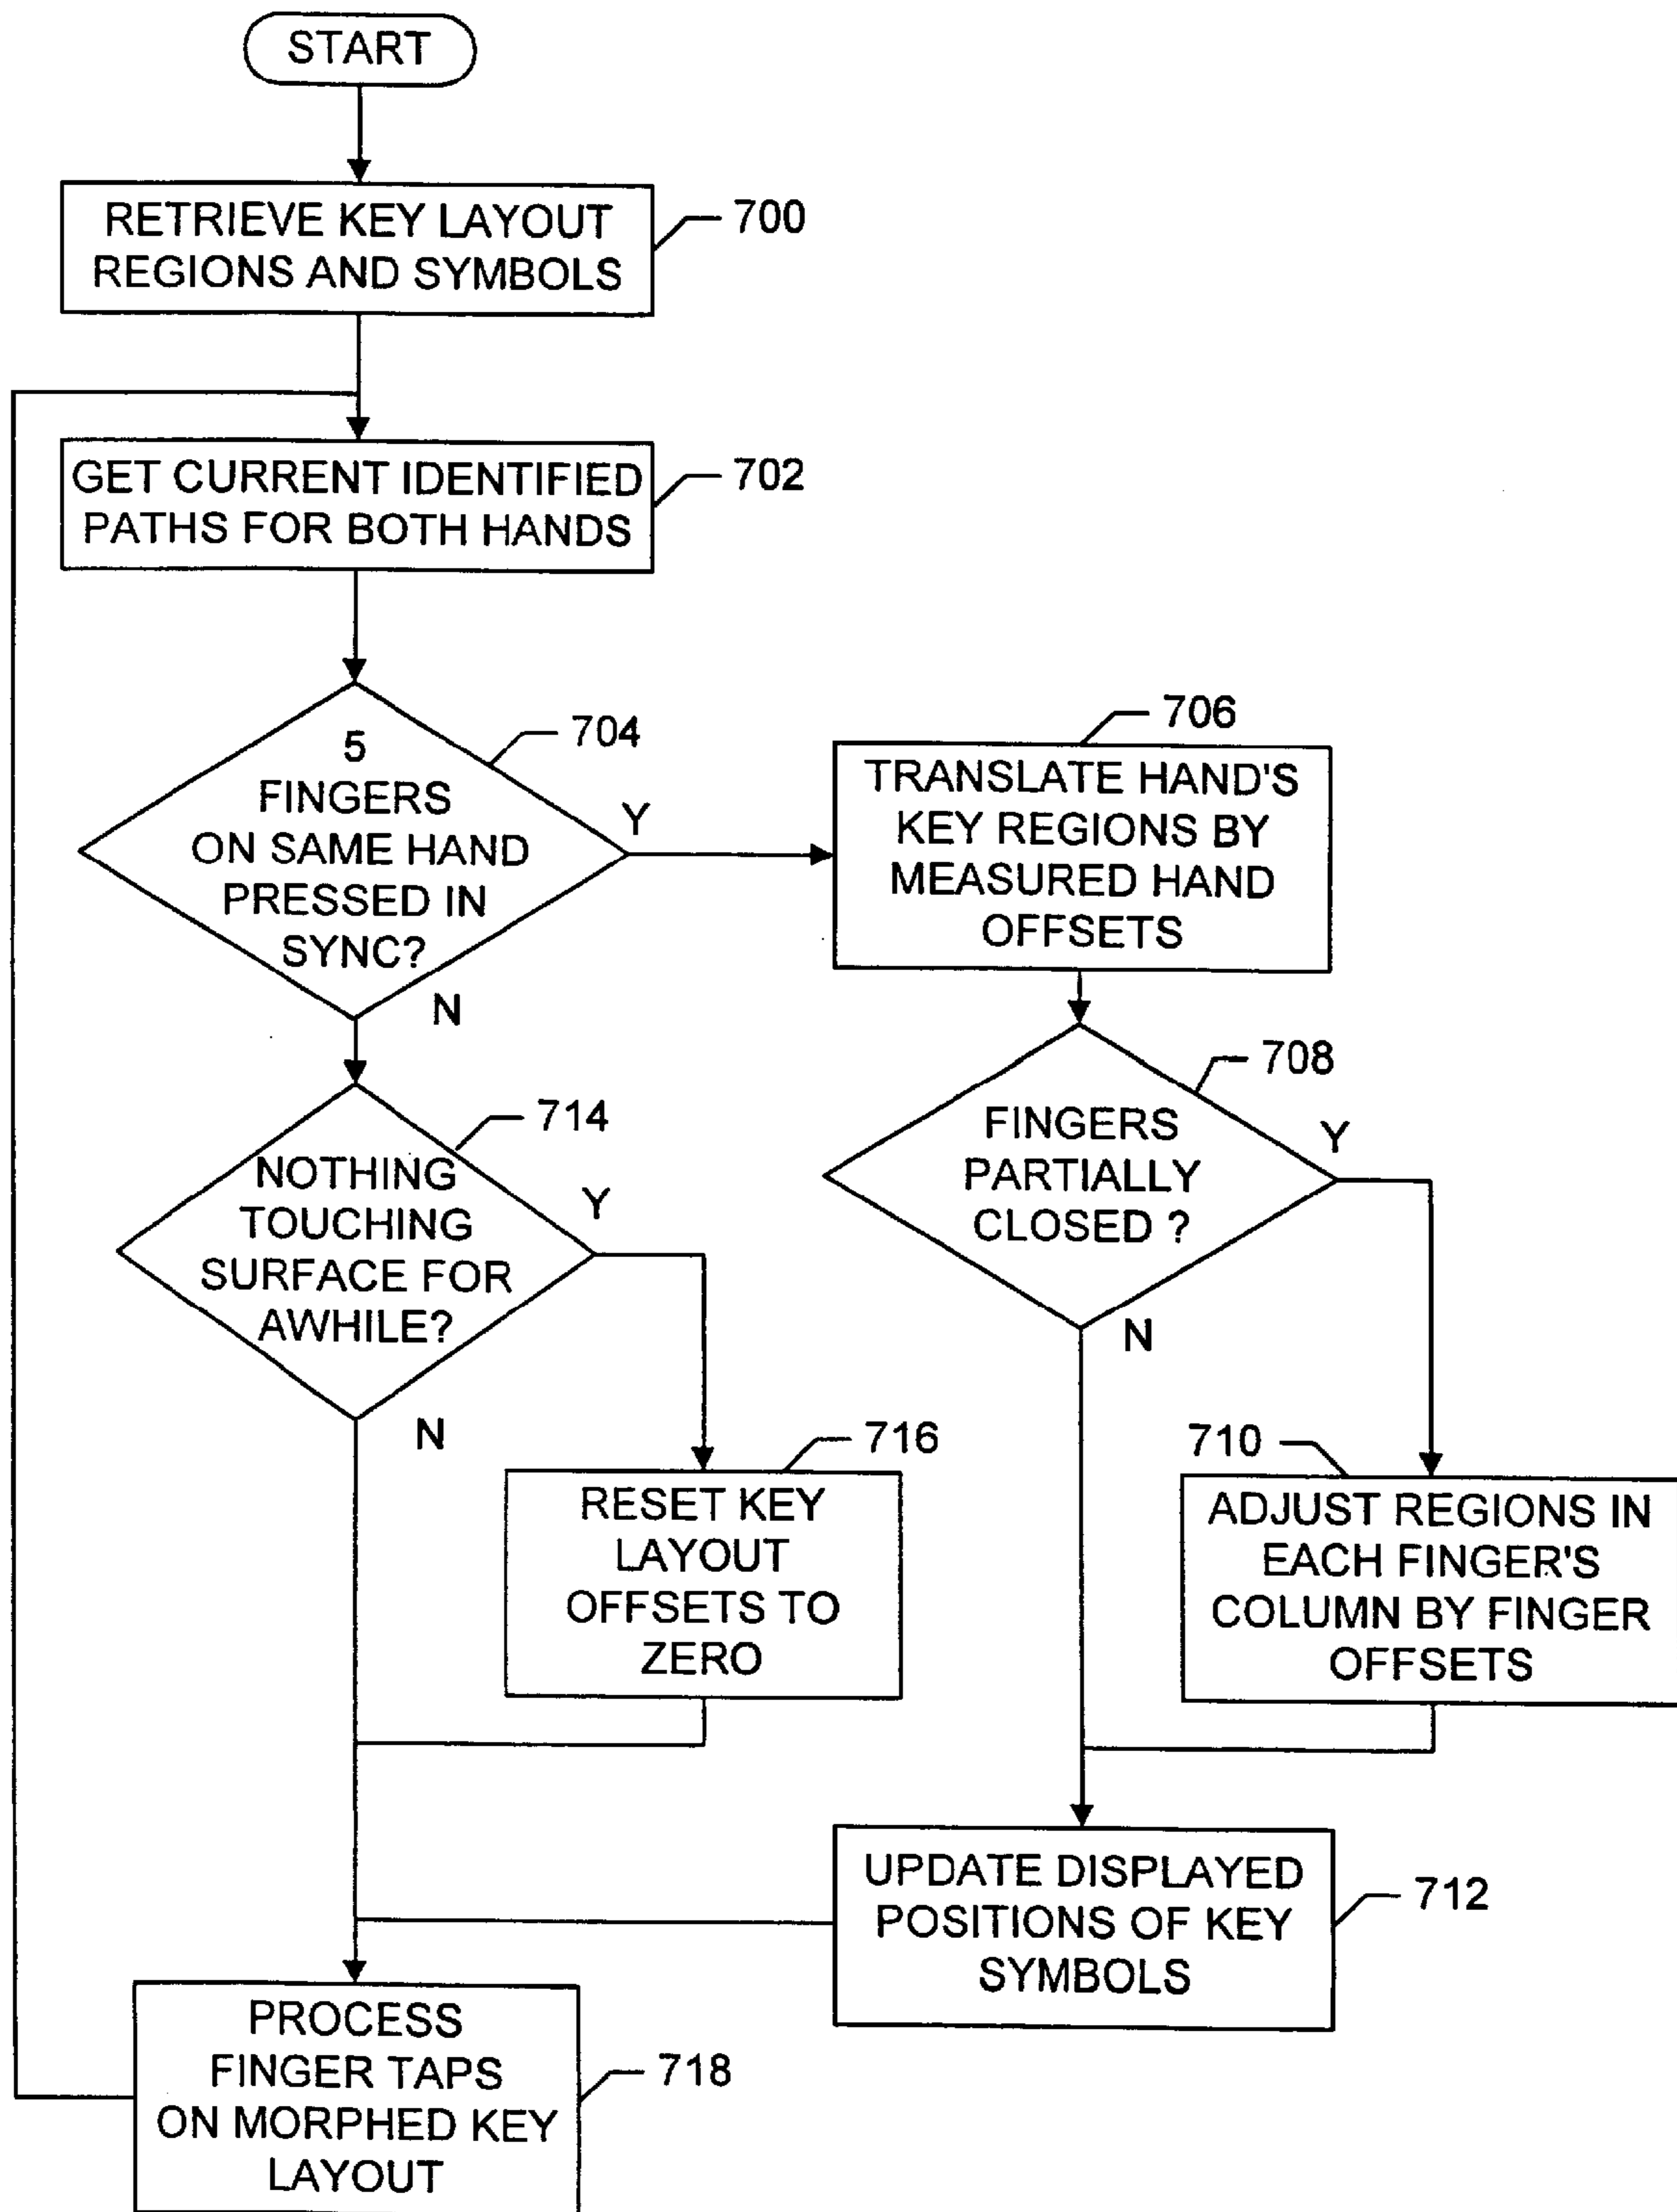 START
RETRIEVE KEY LAYOUT
REGIONS AND SYMBOLS
700
GET CURRENT IDENTIFIED
PATHS FOR BOTH HANDS
702
5
FINGERS
ON SAME HAND
PRESSED IN
SYNC?
704
Y
N
706
TRANSLATE HAND'S
KEY REGIONS BY
MEASURED HAND
OFFSETS
708
FINGERS
PARTIALLY
CLOSED ?
Y
N
714
NOTHING
TOUCHING
SURFACE FOR
AWHILE?
Y
N
716
RESET KEY
LAYOUT
OFFSETS TO
ZERO
710
ADJUST REGIONS IN
EACH FINGER'S
COLUMN BY FINGER
OFFSETS
UPDATE DISPLAYED
POSITIONS OF KEY
SYMBOLS
712
PROCESS
FINGER TAPS
ON MORPHED KEY
LAYOUT
718